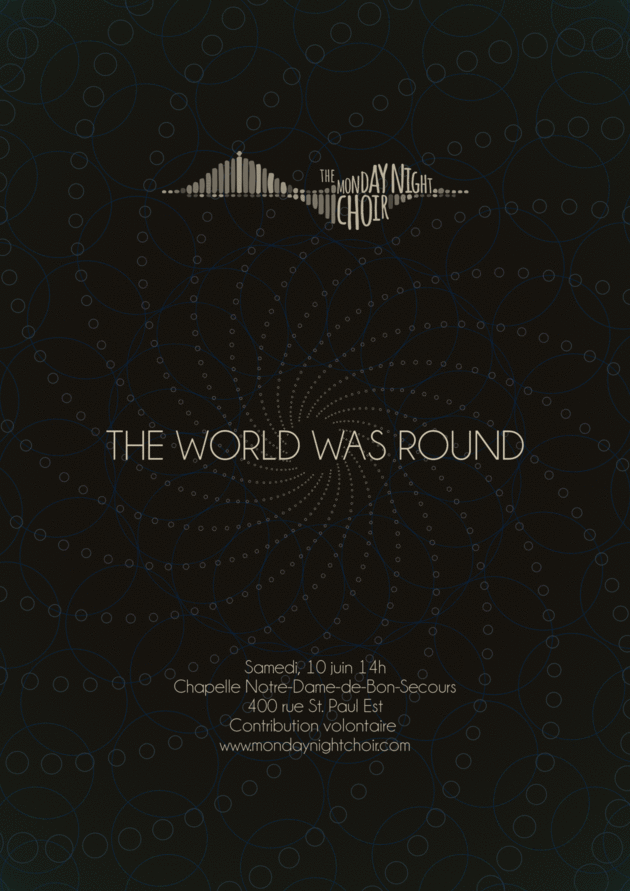 THE MONDAY NIGHT
CHOIR
THE WORLD WAS ROUND
Samedi, 10 juin 14h
Chapelle Notre-Dame-de-Bon-Secours
400 rue St. Paul Est
Contribution volontaire
www.mondaynightchoir.com